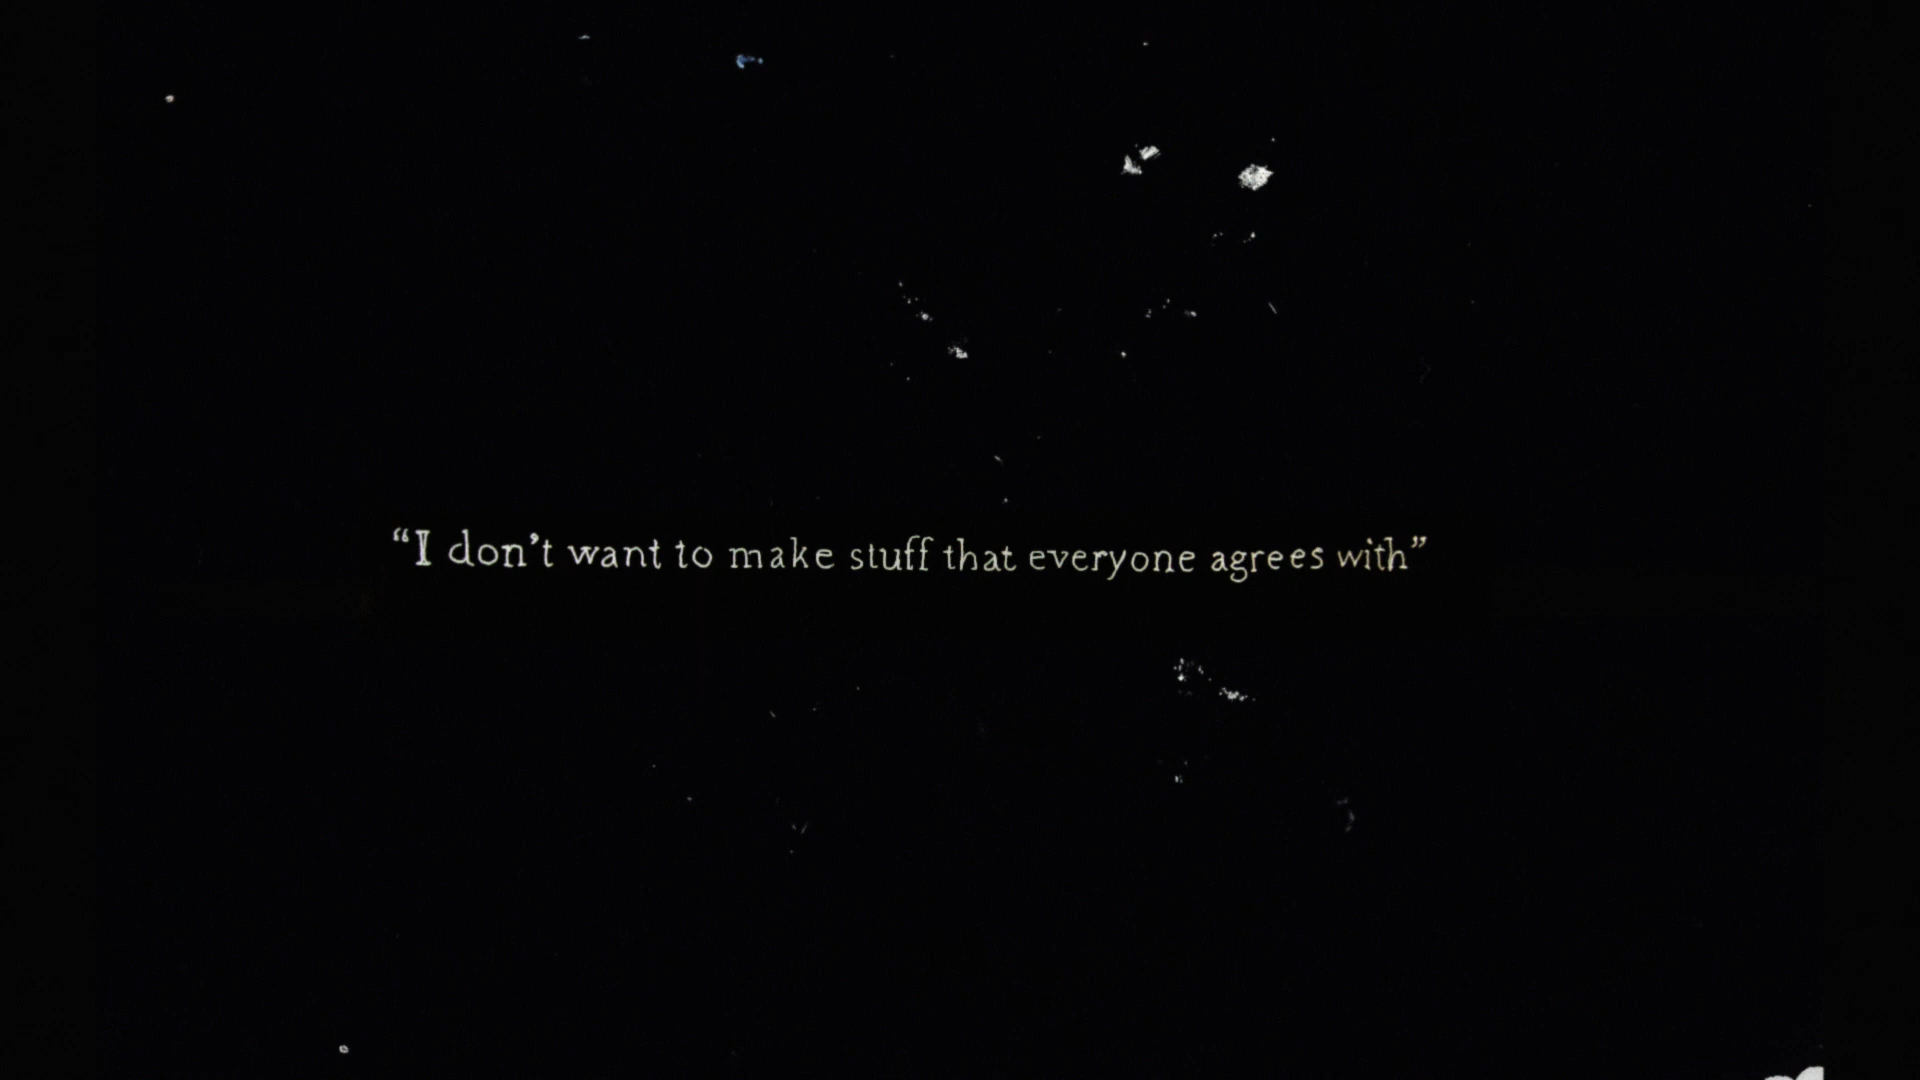 “I don’t want to make stuff that everyone agrees with”